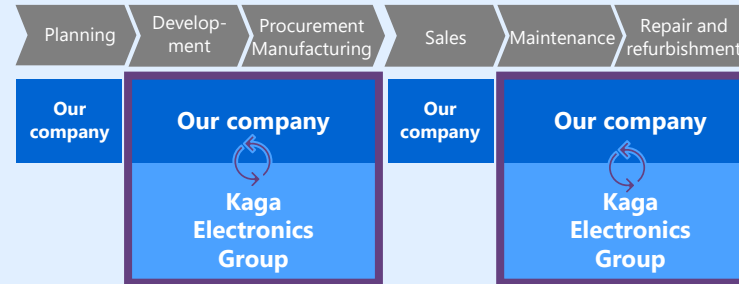 Planning
Develop-
ment
Procurement
Manufacturing
Sales
Maintenance
Repair and
refurbishment
Our
company
Our company
Kaga
Electronics
Group
Our
company
Our company
Kaga
Electronics
Group